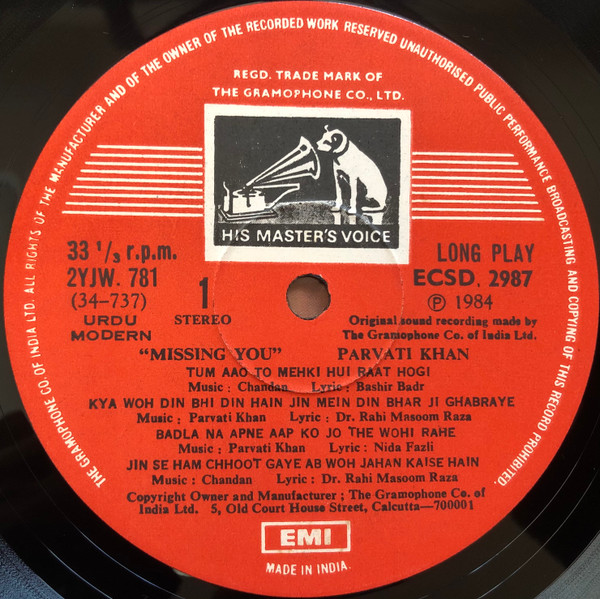 THE GRAMOPHONE CO. OF INDIA LTD. ALL RIGHTS OF THE MANUFACTURER AND OF THE OWNER OF THE RECORDED WORK RESERVED UNAUTHORISED PUBLIC PERFORMANCE BROADCASTING AND COPYING OF THIS RECORD PROHIBITED.
REGD. TRADE MARK OF
THE GRAMOPHONE CO., LTD.
HIS MASTER'S VOICE
33 1/3 r.p.m.
2YJW. 781
(34-737)
URDU
MODERN
1
STEREO
LONG PLAY
ECSD. 2987
℗ 1984
Original sound recording made by
The Gramophone Co. of India Ltd.
"MISSING YOU" PARVATI KHAN
TUM AAO TO MEHKI HUI RAAT HOGI
Music : Chandan Lyric : Bashir Badr
KYA WOH DIN BHI DIN HAIN JIN MEIN DIN BHAR JI GHABRAYE
Music : Parvati Khan Lyric : Dr. Rahi Masoom Raza
BADLA NA APNE AAP KO JO THE WOHI RAHE
Music : Parvati Khan Lyric : Nida Fazli
JIN SE HAM CHHOOT GAYE AB WOH JAHAN KAISE HAIN
Music : Chandan Lyric : Dr. Rahi Masoom Raza
Copyright Owner and Manufacturer ; The Gramophone Co. of
India Ltd. 5, Old Court House Street, Calcutta—700001
EMI
MADE IN INDIA.